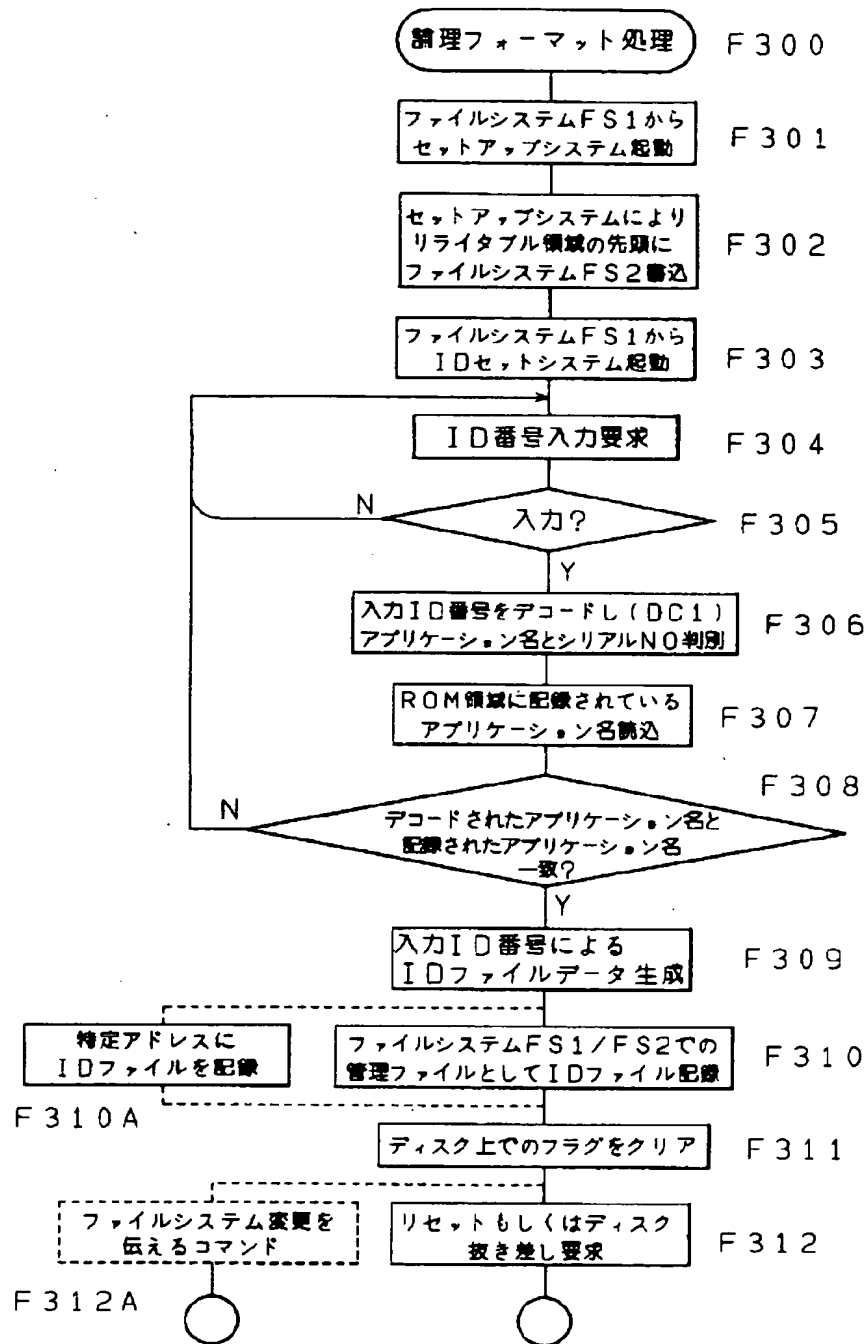 論理フォーマット処理
F300
ファイルシステムFS1から
セットアップシステム起動
F301
セットアップシステムにより
リライタブル領域の先頭に
ファイルシステムFS2書込
F302
ファイルシステムFS1から
IDセットシステム起動
F303
ID番号入力要求
F304
N
入力?
F305
Y
入力ID番号をデコードし(DC1)
アプリケーション名とシリアルNO判別
F306
ROM領域に記録されている
アプリケーション名読込
F307
F308
N
デコードされたアプリケーション名と
記録されたアプリケーション名
一致?
Y
入力ID番号による
IDファイルデータ生成
F309
特定アドレスに
IDファイルを記録
F310A
ファイルシステムFS1/FS2での
管理ファイルとしてIDファイル記録
F310
ディスク上でのフラグをクリア
F311
ファイルシステム変更を
伝えるコマンド
F312A
リセットもしくはディスク
抜き差し要求
F312